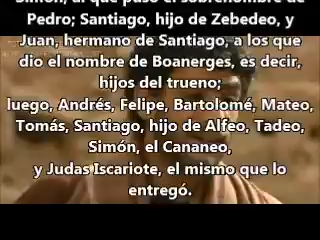 Simón, al que puso el sobrenombre de
Pedro; Santiago, hijo de Zebedeo, y
Juan, hermano de Santiago, a los que
dio el nombre de Boanerges, es decir,
hijos del trueno;
luego, Andrés, Felipe, Bartolomé, Mateo,
Tomás, Santiago, hijo de Alfeo, Tadeo,
Simón, el Cananeo,
y Judas Iscariote, el mismo que lo
entregó.